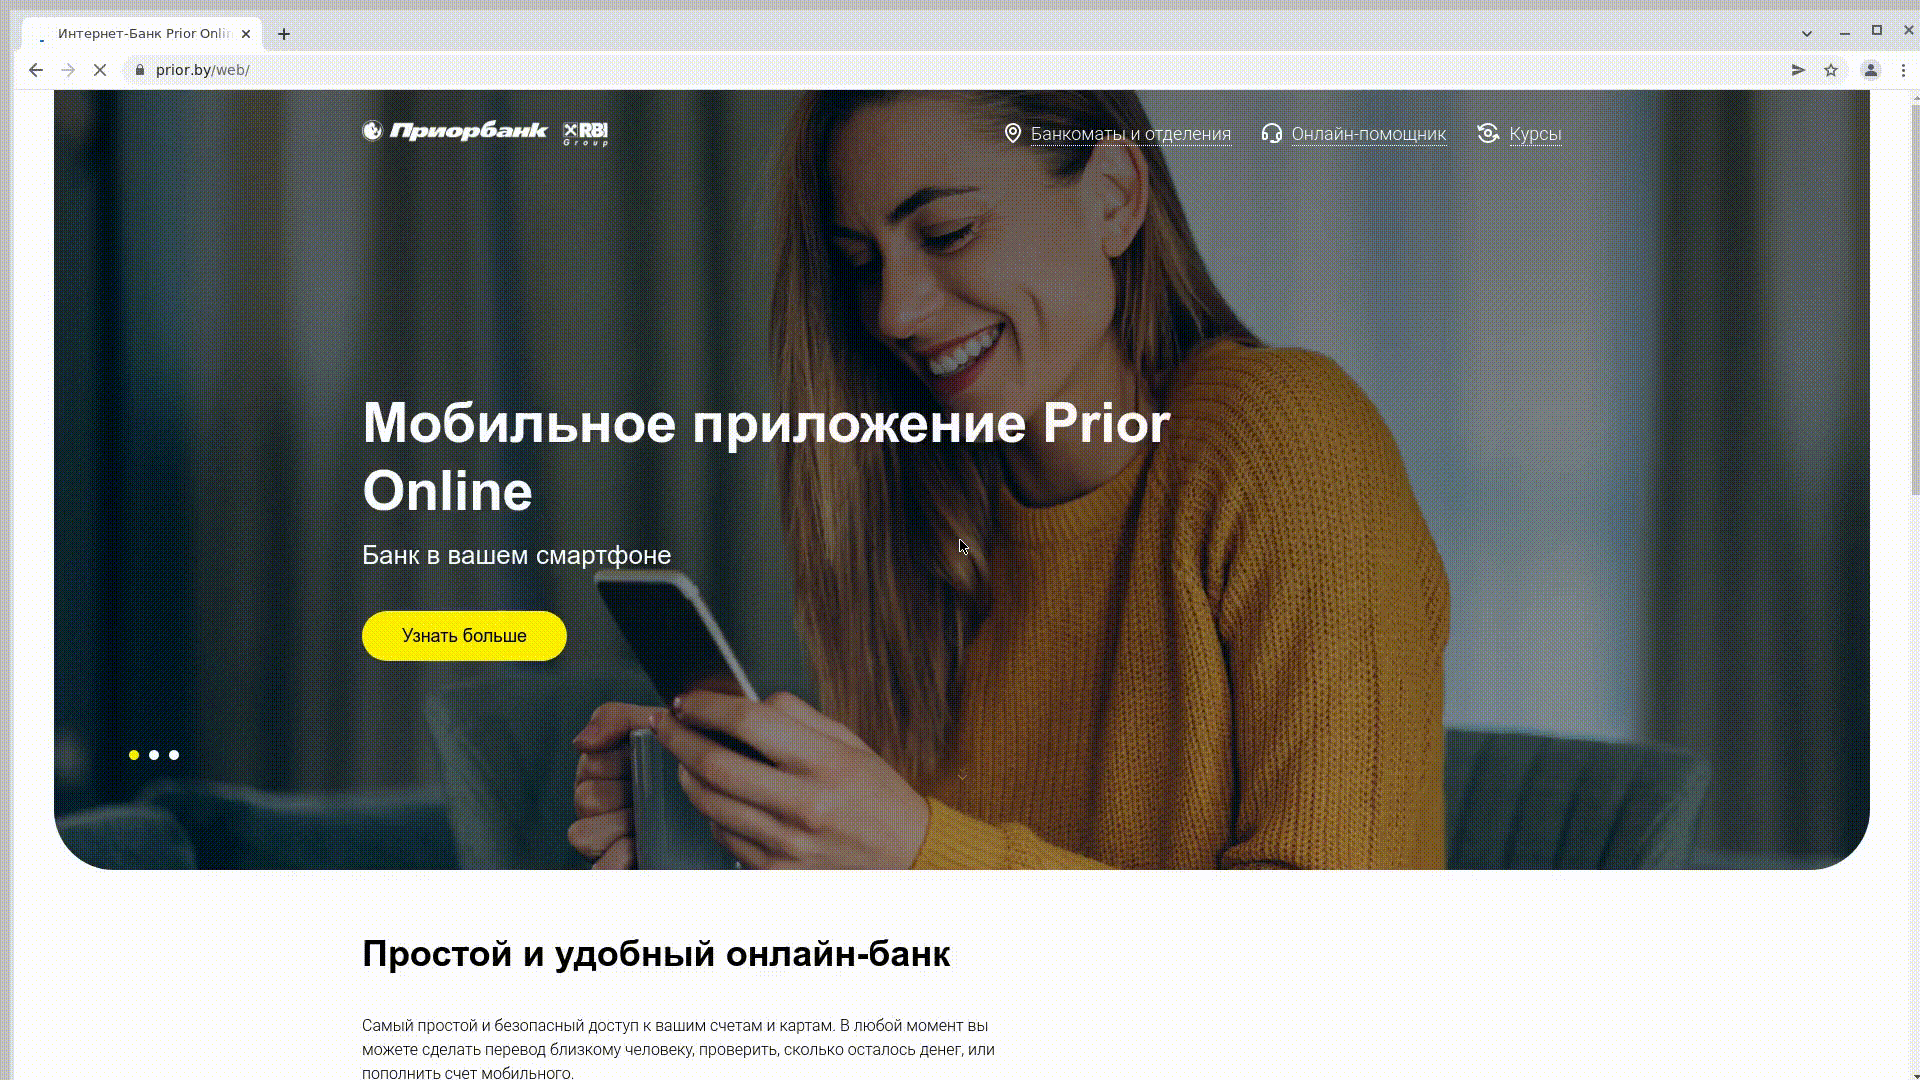 Интернет-Банк Prior Onlin
prior.by/web/
Приорбанк RBI
Group
Банкоматы и отделения
Онлайн-помощник
Курсы
Мобильное приложение Prior
Online
Банк в вашем смартфоне
Узнать больше
Простой и удобный онлайн-банк
Самый простой и безопасный доступ к вашим счетам и картам. В любой момент вы
можете сделать перевод близкому человеку, проверить, сколько осталось денег, или
пополнить счет мобильного.